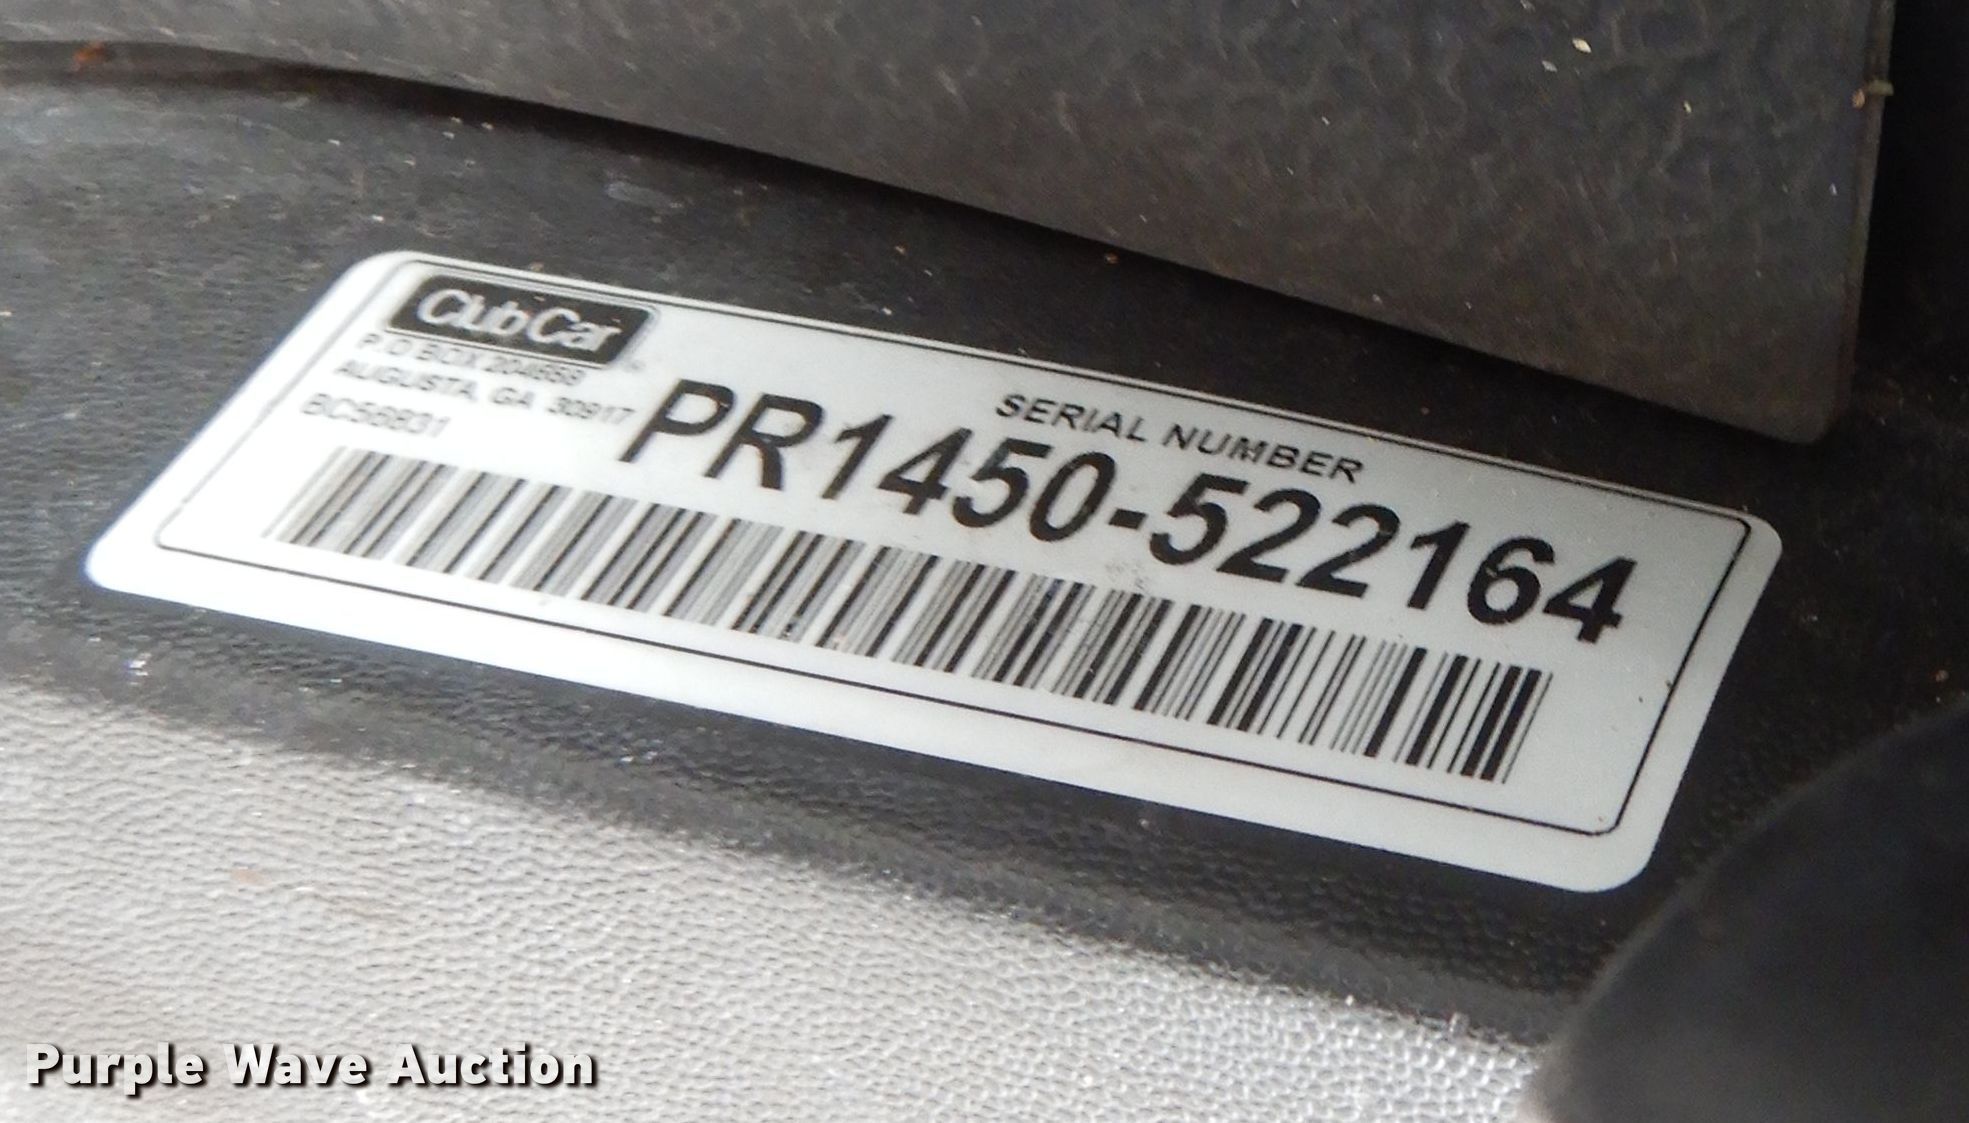 Club Car
P.O.BOX 204658
AUGUSTA, GA 30917
BC56831
SERIAL NUMBER
PR1450-522164
Purple Wave Auction